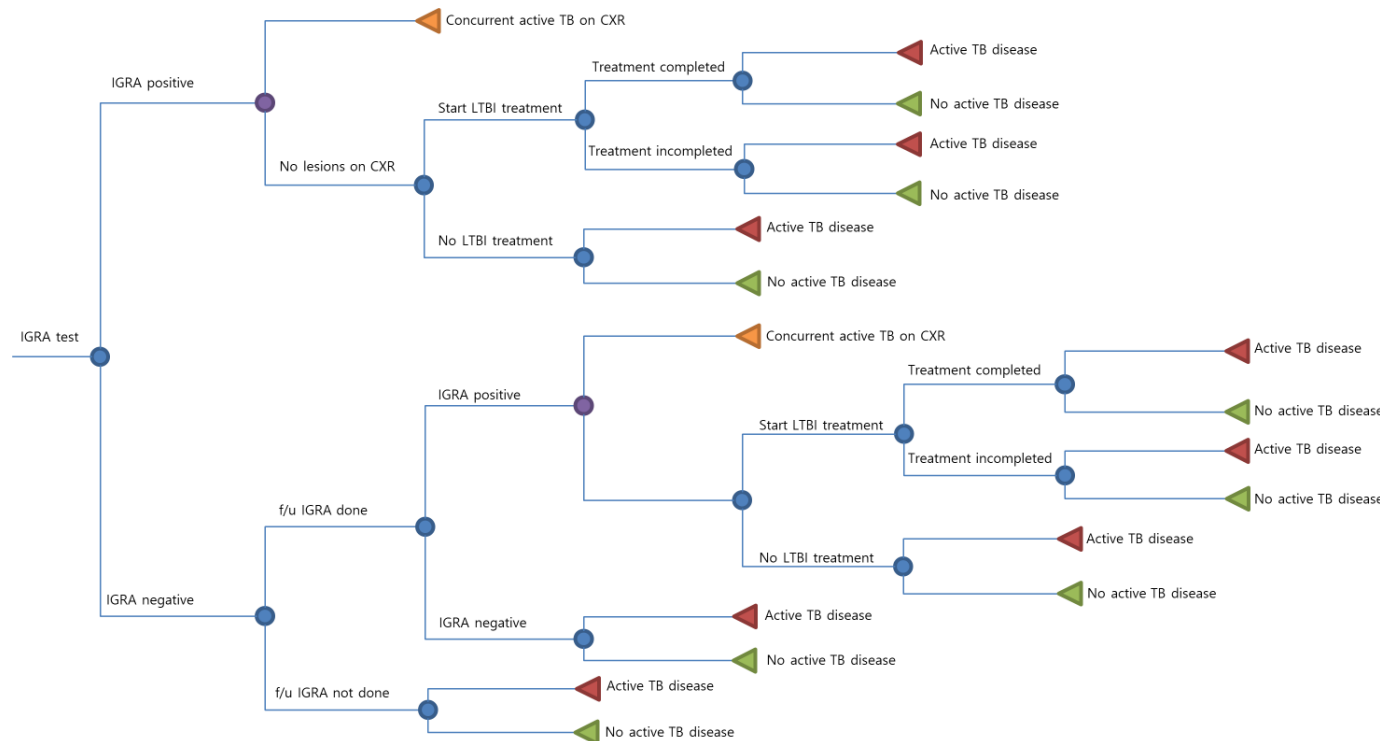 Concurrent active TB on CXR
Active TB disease
Treatment completed
IGRA positive
No active TB disease
Start LTBI treatment
Active TB disease
Treatment incompleted
No lesions on CXR
No active TB disease
Active TB disease
No LTBI treatment
No active TB disease
IGRA test
Concurrent active TB on CXR
Active TB disease
Treatment completed
IGRA positive
No active TB disease
Start LTBI treatment
Active TB disease
Treatment incompleted
No active TB disease
f/u IGRA done
Active TB disease
No LTBI treatment
No active TB disease
IGRA negative
Active TB disease
IGRA negative
No active TB disease
Active TB disease
f/u IGRA not done
No active TB disease